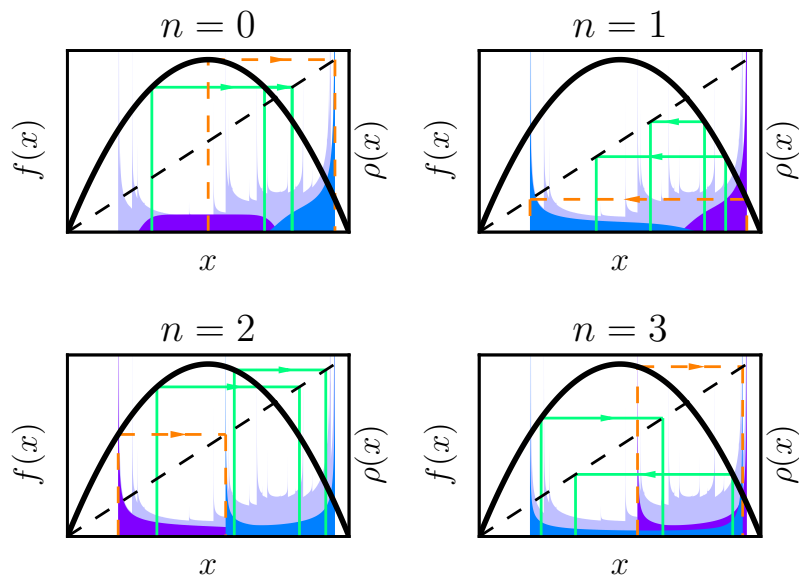 n = 0
f(x)
ρ(x)
x
n = 1
f(x)
ρ(x)
x
n = 2
f(x)
ρ(x)
x
n = 3
f(x)
ρ(x)
x